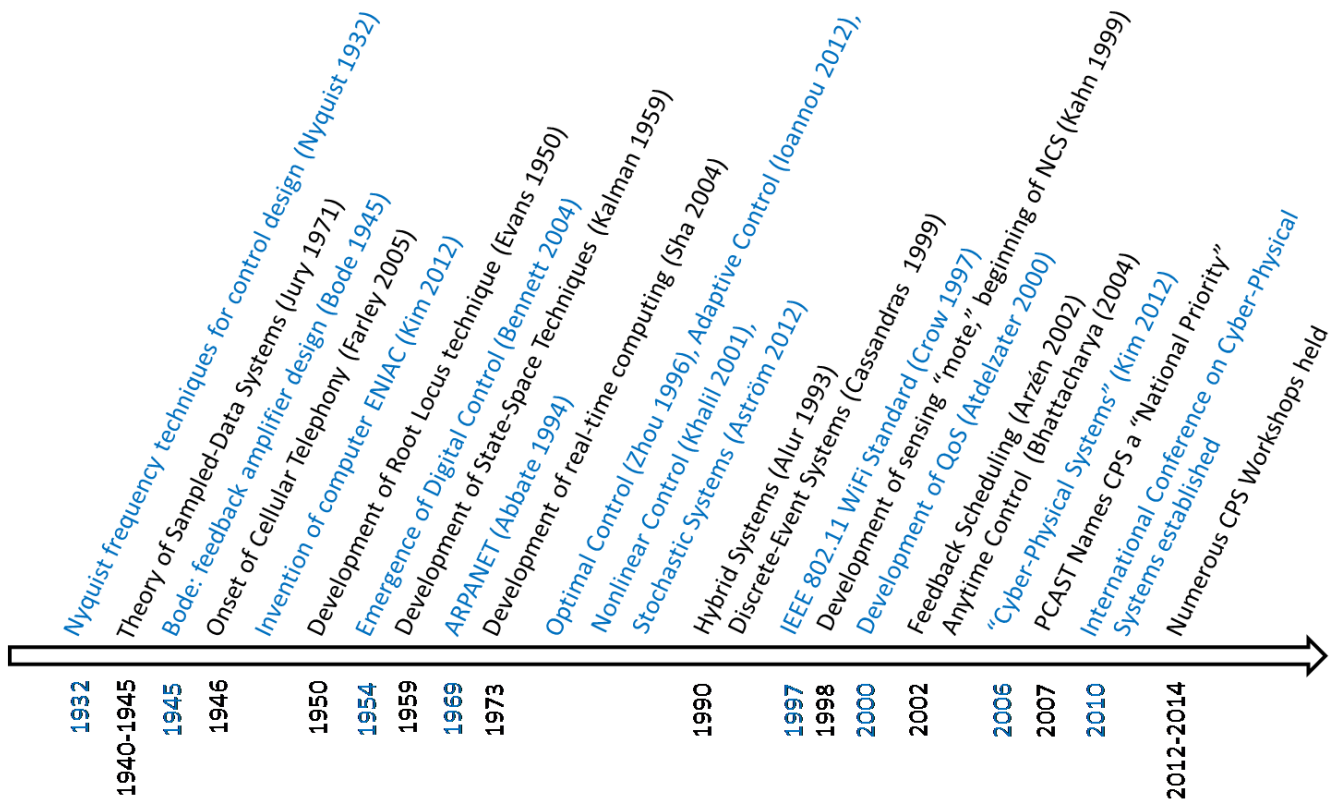 Nyquist frequency techniques for control design (Nyquist 1932)
Theory of Sampled-Data Systems (Jury 1971)
Bode: feedback amplifier design (Bode 1945)
Onset of Cellular Telephony (Farley 2005)
Invention of computer ENIAC (Kim 2012)
Development of Root Locus technique (Evans 1950)
Emergence of Digital Control (Bennett 2004)
Development of State-Space Techniques (Kalman 1959)
ARPANET (Abbate 1994)
Development of real-time computing (Sha 2004)
Optimal Control (Zhou 1996), Adaptive Control (Ioannou 2012),
Nonlinear Control (Khalil 2001),
Stochastic Systems (Aström 2012)
Hybrid Systems (Alur 1993)
Discrete-Event Systems (Cassandras 1999)
IEEE 802.11 WiFi Standard (Crow 1997)
Development of sensing “mote,” beginning of NCS (Kahn 1999)
Development of QoS (Atdelzater 2000)
Feedback Scheduling (Arzén 2002)
Anytime Control (Bhattacharya (2004)
“Cyber-Physical Systems” (Kim 2012)
PCAST Names CPS a “National Priority”
International Conference on Cyber-Physical
Systems established
Numerous CPS Workshops held
1932
1940-1945
1945
1946
1950
1954
1959
1969
1973
1990
1997
1998
2000
2002
2006
2007
2010
2012-2014